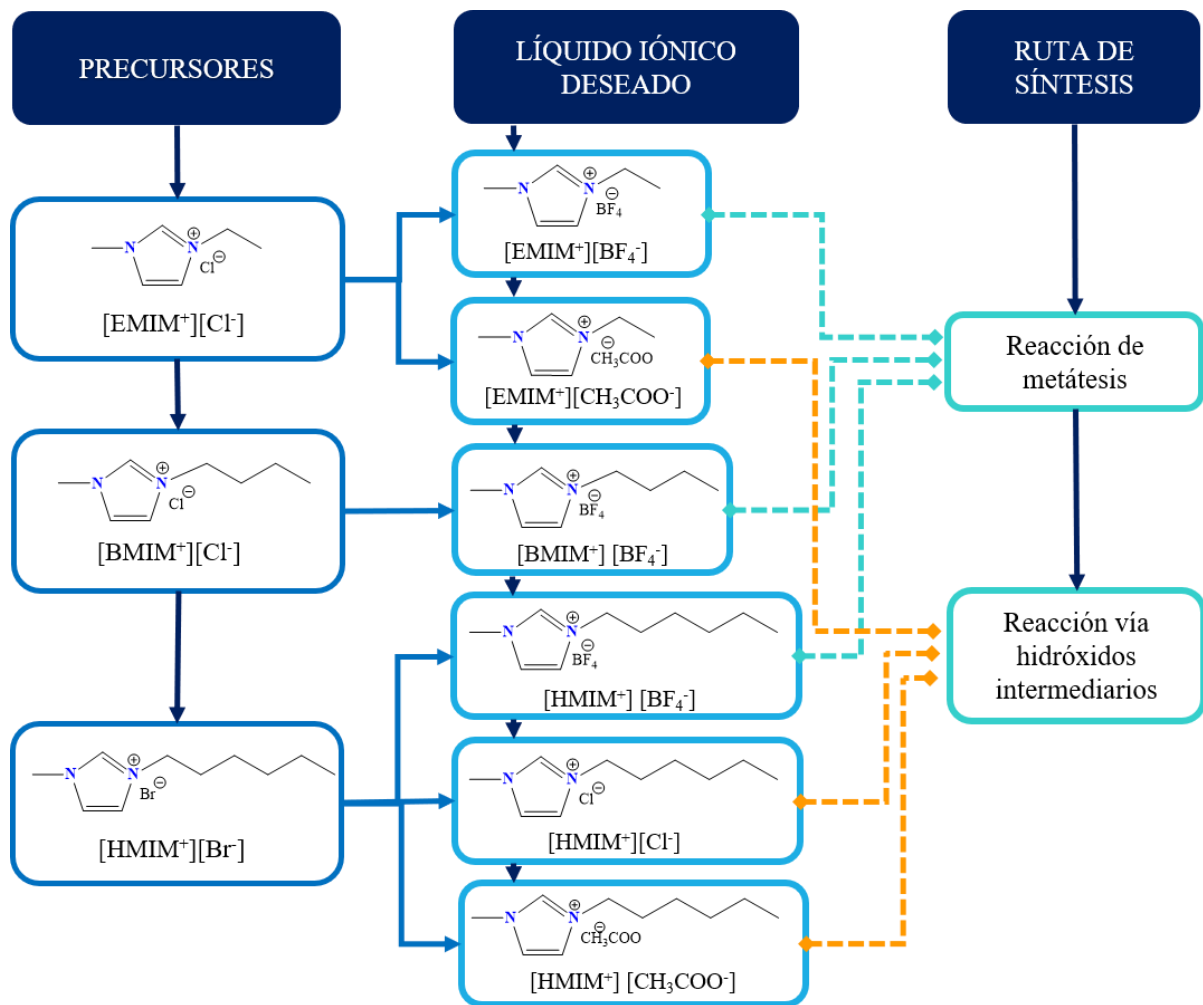 PRECURSORES
LÍQUIDO IÓNICO
DESEADO
RUTA DE
SÍNTESIS
N
N
⊕
Cl⊖
[EMIM⁺][Cl⁻]
N
N
⊕
Cl⊖
[BMIM⁺][Cl⁻]
N
N
⊕
Br⊖
[HMIM⁺][Br⁻]
N
N
⊕
⊖
BF₄
[EMIM⁺][BF₄⁻]
N
N
⊕
⊖
CH₃COO
[EMIM⁺][CH₃COO⁻]
N
N
⊕
⊖
BF₄
[BMIM⁺] [BF₄⁻]
N
N
⊕
⊖
BF₄
[HMIM⁺] [BF₄⁻]
N
N
⊕
Cl⊖
[HMIM⁺][Cl⁻]
N
N
⊕
⊖
CH₃COO
[HMIM⁺] [CH₃COO⁻]
Reacción de
metátesis
Reacción vía
hidróxidos
intermediarios